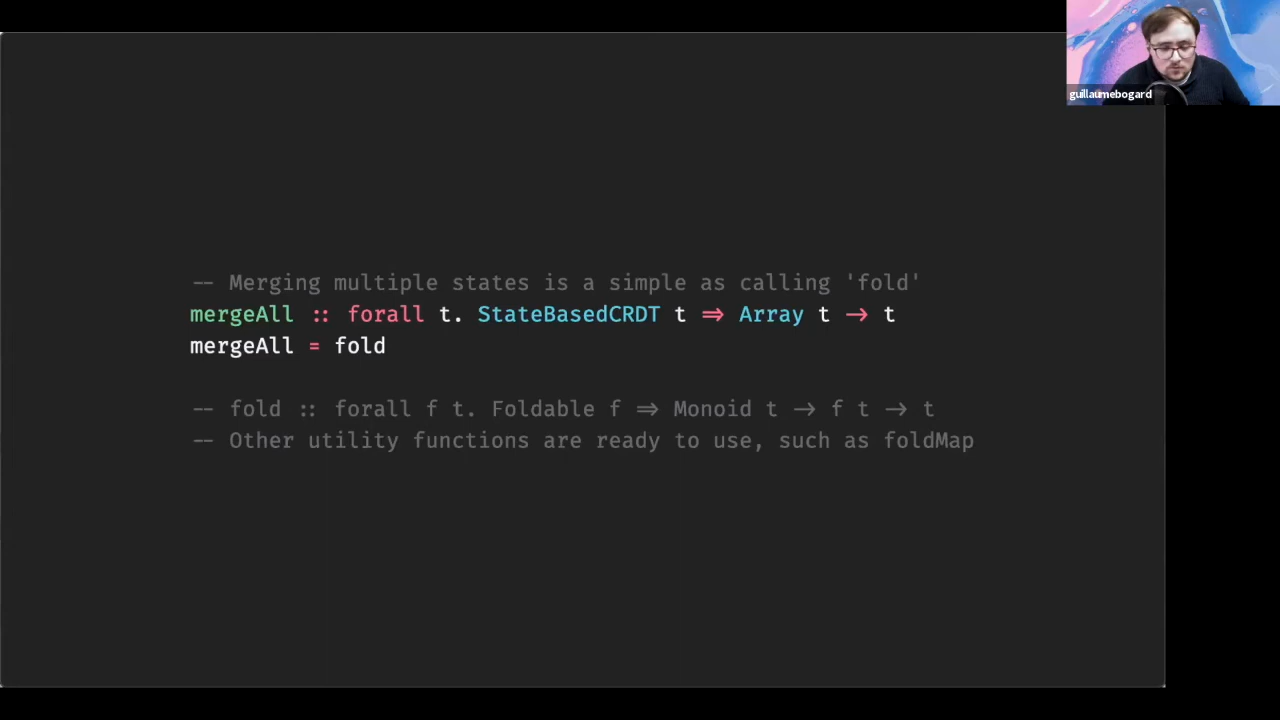 guillaumebogard
-- Merging multiple states is a simple as calling 'fold'
mergeAll :: forall t. StateBasedCRDT t => Array t -> t
mergeAll = fold
-- fold :: forall f t. Foldable f => Monoid t -> f t -> t
-- Other utility functions are ready to use, such as foldMap